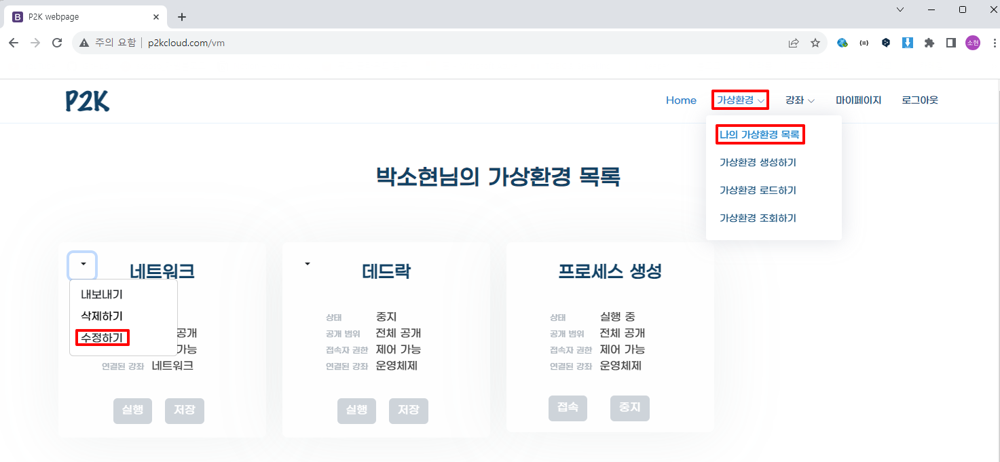 B P2K webpage
주의 요함 p2kcloud.com/vm
소현
P2K
Home 가상환경 강좌 마이페이지 로그아웃
나의 가상환경 목록
가상환경 생성하기
가상환경 로드하기
가상환경 조회하기
박소현님의 가상환경 목록
네트워크
내보내기
삭제하기
수정하기
공개
가능
연결된 강좌 네트워크
실행 저장
데드락
상태 중지
공개 범위 전체 공개
접속자 권한 제어 가능
연결된 강좌 운영체제
실행 저장
프로세스 생성
상태 실행 중
공개 범위 전체 공개
접속자 권한 제어 가능
연결된 강좌 운영체제
접속 중지